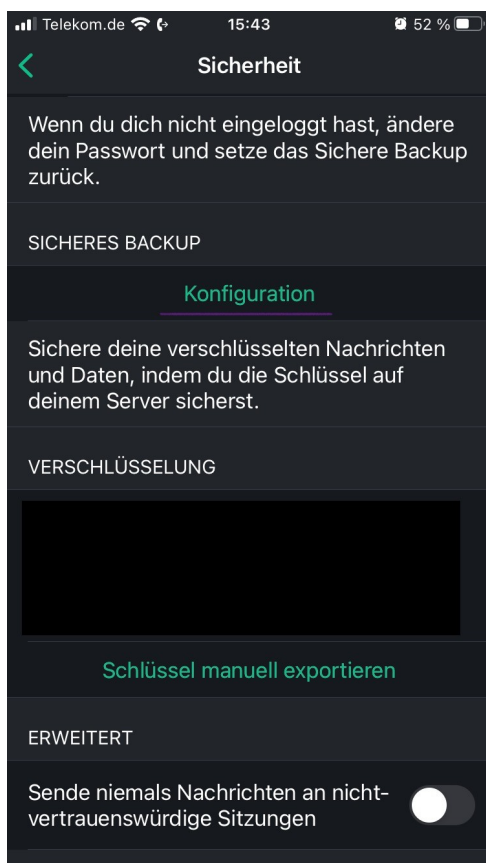 Telekom.de 15:43 52 %
Sicherheit
Wenn du dich nicht eingeloggt hast, ändere
dein Passwort und setze das Sichere Backup
zurück.
SICHERES BACKUP
Konfiguration
Sichere deine verschlüsselten Nachrichten
und Daten, indem du die Schlüssel auf
deinem Server sicherst.
VERSCHLÜSSELUNG
Schlüssel manuell exportieren
ERWEITERT
Sende niemals Nachrichten an nicht-
vertrauenswürdige Sitzungen